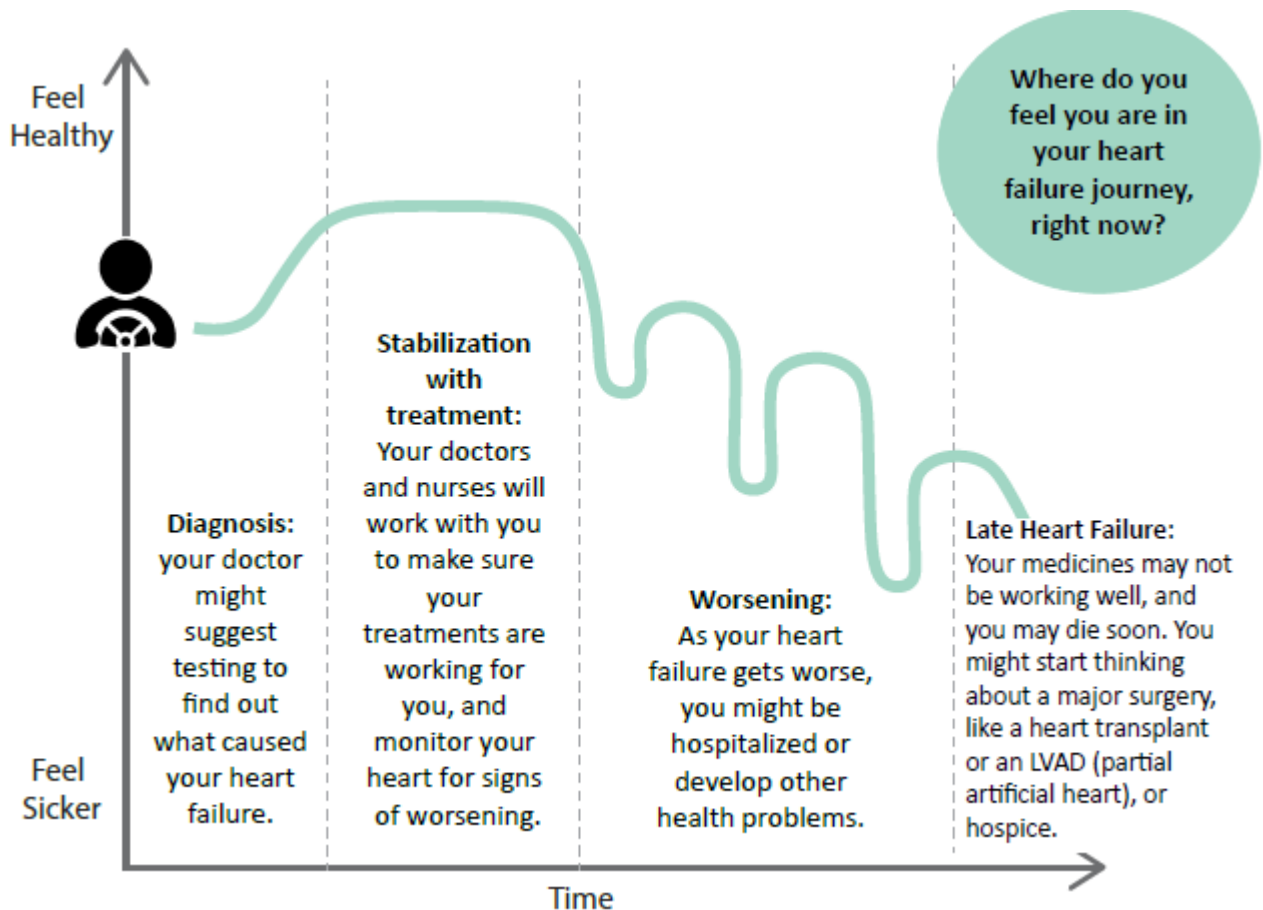 Feel
Healthy
Where do you
feel you are in
your heart
failure journey,
right now?
Diagnosis:
your doctor
might
suggest
testing to
find out
what caused
your heart
failure.
Stabilization
with
treatment:
Your doctors
and nurses will
work with you
to make sure
your
treatments are
working for
you, and
monitor your
heart for signs
of worsening.
Worsening:
As your heart
failure gets worse,
you might be
hospitalized or
develop other
health problems.
Late Heart Failure:
Your medicines may not
be working well, and
you may die soon. You
might start thinking
about a major surgery,
like a heart transplant
or an LVAD (partial
artificial heart), or
hospice.
Feel
Sicker
Time